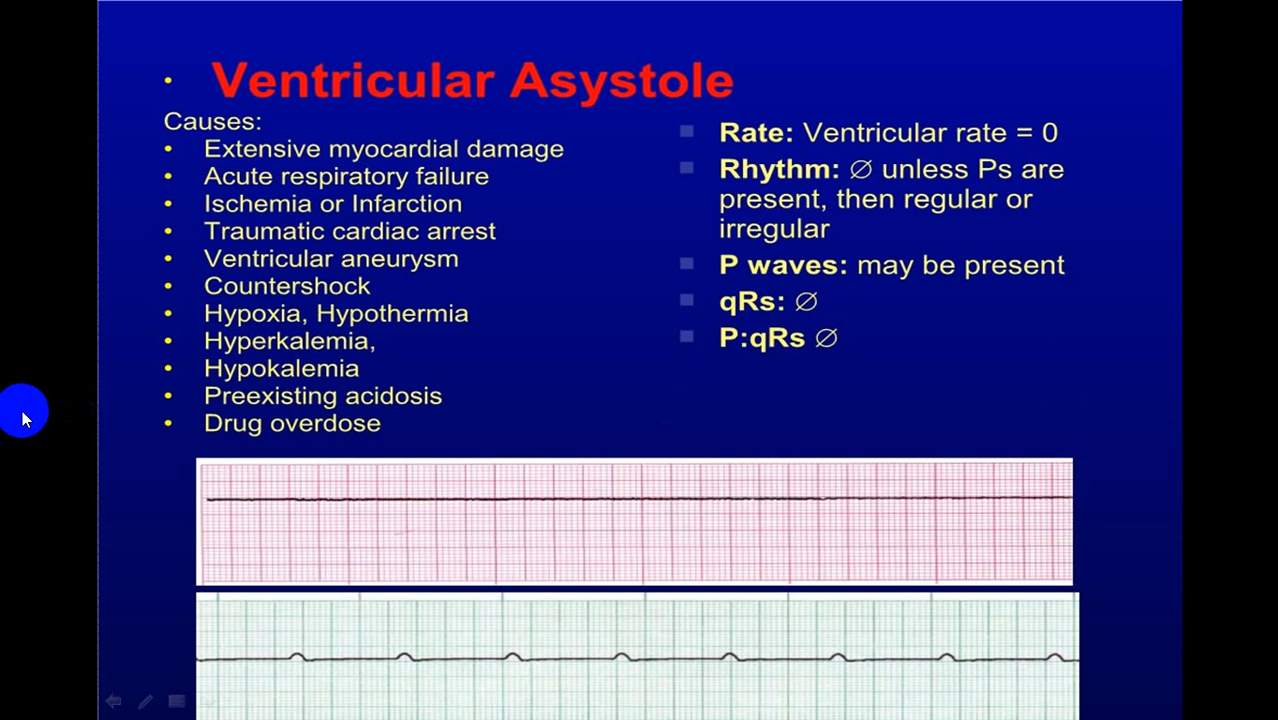 • Ventricular Asystole
Causes:
• Extensive myocardial damage
• Acute respiratory failure
• Ischemia or Infarction
• Traumatic cardiac arrest
• Ventricular aneurysm
• Countershock
• Hypoxia, Hypothermia
• Hyperkalemia,
• Hypokalemia
• Preexisting acidosis
• Drug overdose
Rate: Ventricular rate = 0
Rhythm: ∅ unless Ps are
present, then regular or
irregular
P waves: may be present
qRs: ∅
P:qRs ∅